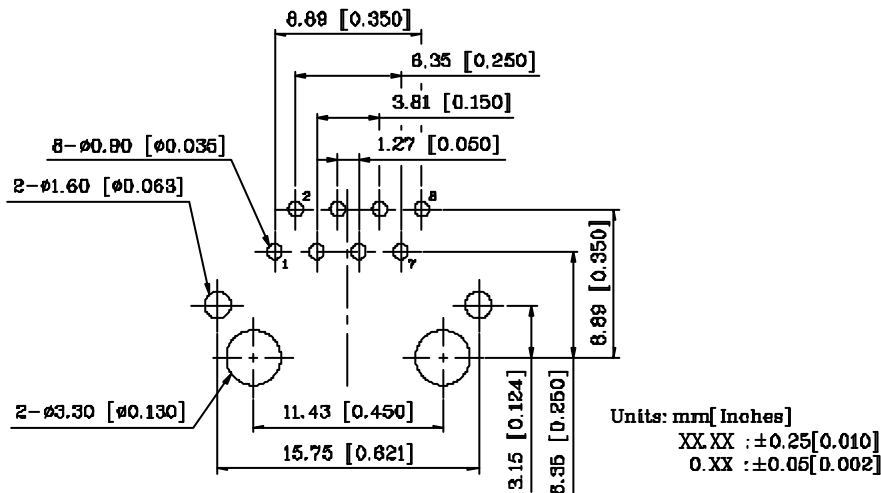 8.89 [0.350]
6.35 [0.250]
3.81 [0.150]
1.27 [0.050]
8-ø0.90 [ø0.035]
2-ø1.60 [ø0.063]
2
8
1
7
8.89 [0.350]
2-ø3.30 [ø0.130]
11.43 [0.450]
15.75 [0.621]
3.15 [0.124]
6.35 [0.250]
Units: mm[Inches]
XX.XX :±0.25[0.010]
0.XX :±0.05[0.002]